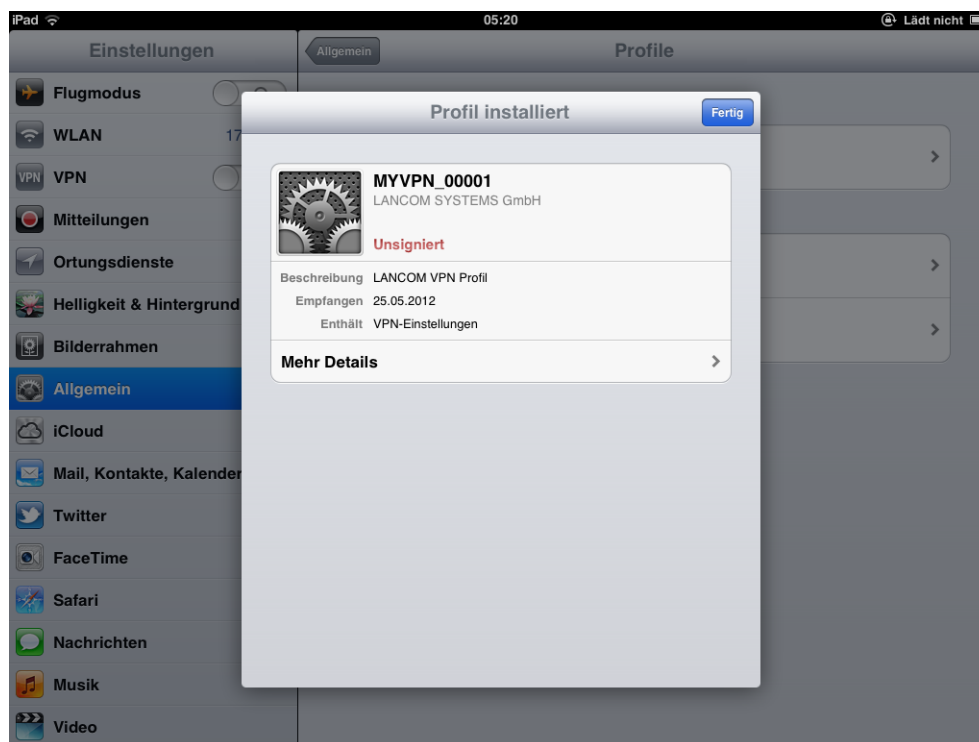 iPad
05:20
Lädt nicht
Einstellungen
Allgemein
Profile
Flugmodus
WLAN
17
VPN
VPN
Mitteilungen
Ortungsdienste
Helligkeit & Hintergrund
Bilderrahmen
Allgemein
iCloud
Mail, Kontakte, Kalender
Twitter
FaceTime
Safari
Nachrichten
Musik
Video
Profil installiert
Fertig
MYVPN_00001
LANCOM SYSTEMS GmbH
Unsigniert
Beschreibung LANCOM VPN Profil
Empfangen 25.05.2012
Enthält VPN-Einstellungen
Mehr Details